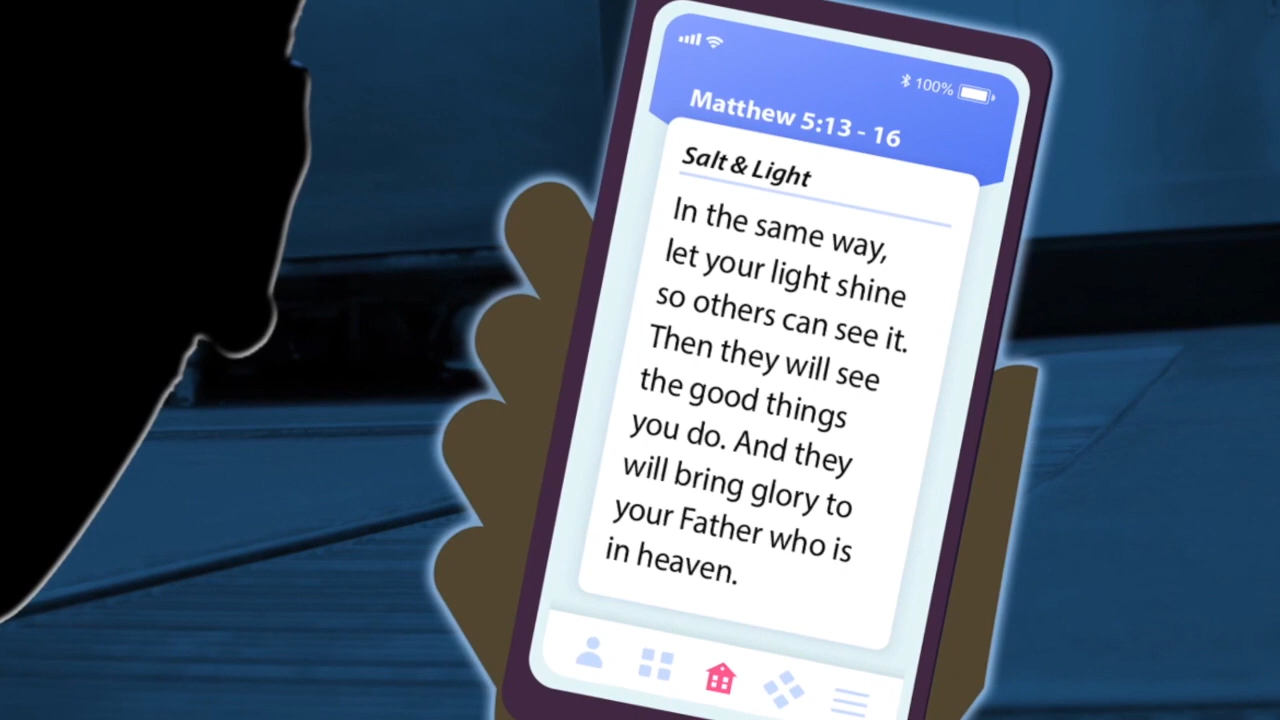 100%
Matthew 5:13 - 16
Salt & Light
In the same way,
let your light shine
so others can see it.
Then they will see
the good things
you do. And they
will bring glory to
your Father who is
in heaven.